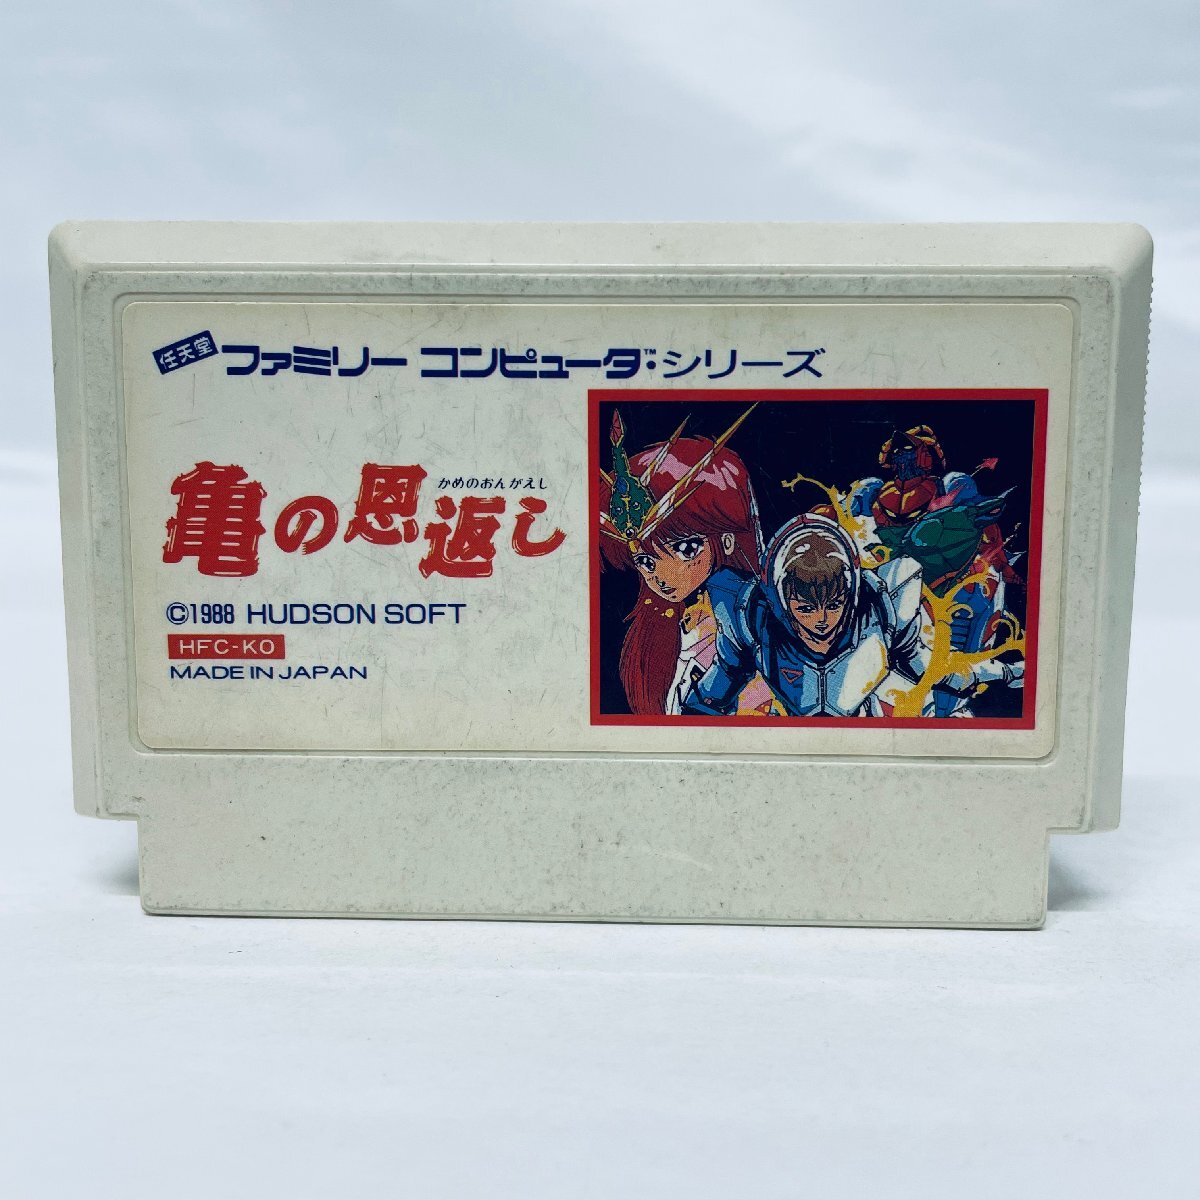 任天堂 ファミリー コンピュータ™ シリーズ
かめのおんがえし
亀の恩返し
©1988 HUDSON SOFT
HFC-KO
MADE IN JAPAN